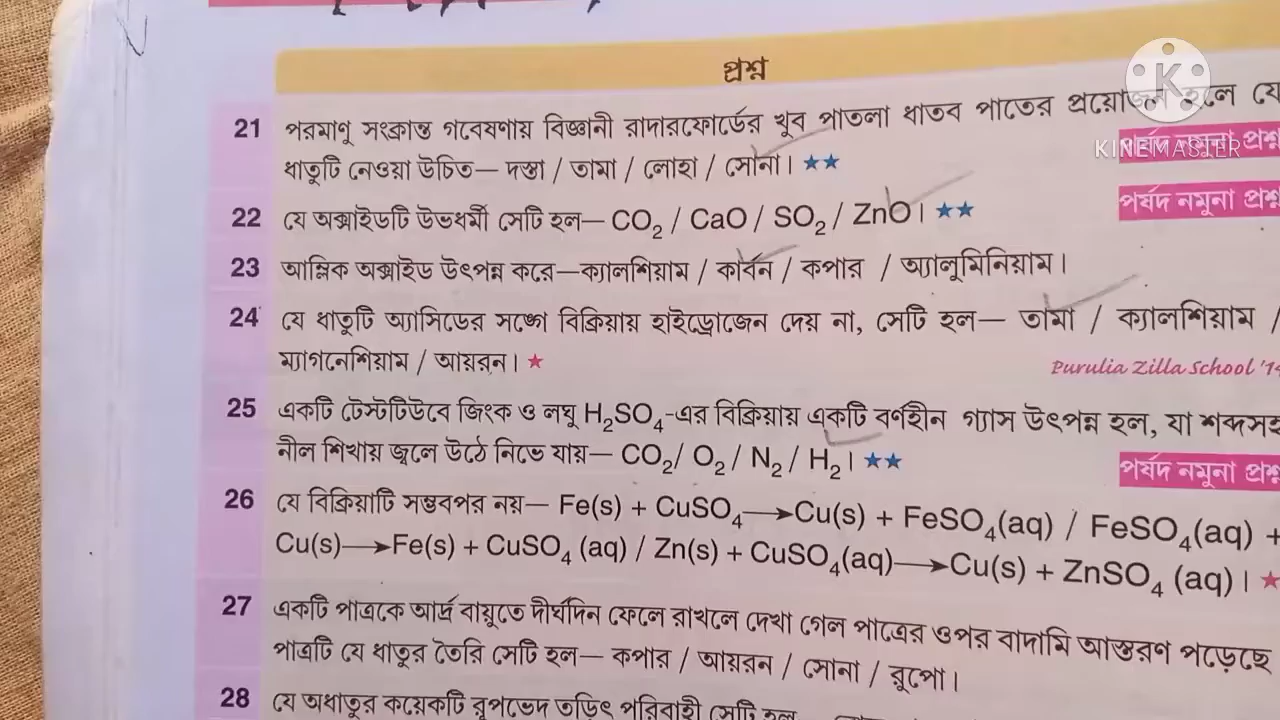 প্রশ্ন
KINEMASTER
21 পরমাণু সংক্রান্ত গবেষণায় বিজ্ঞানী রাদারফোর্ডের খুব পাতলা ধাতব পাতের প্রয়োজন হলে যে
ধাতুটি নেওয়া উচিত— দস্তা / তামা / লোহা / সোনা। ★★ পর্ষদ নমুনা প্রশ্ন
22 যে অক্সাইডটি উভধর্মী সেটি হল— CO₂ / CaO / SO₂ / ZnO। ★★ পর্ষদ নমুনা প্রশ্ন
23 আম্লিক অক্সাইড উৎপন্ন করে—ক্যালশিয়াম / কার্বন / কপার / অ্যালুমিনিয়াম।
24 যে ধাতুটি অ্যাসিডের সঙ্গে বিক্রিয়ায় হাইড্রোজেন দেয় না, সেটি হল— তামা / ক্যালশিয়াম /
ম্যাগনেশিয়াম / আয়রন। ★ Purulia Zilla School
25 একটি টেস্টটিউবে জিংক ও লঘু H₂SO₄-এর বিক্রিয়ায় একটি বর্ণহীন গ্যাস উৎপন্ন হল, যা শব্দসহ
নীল শিখায় জ্বলে উঠে নিভে যায়— CO₂/ O₂ / N₂ / H₂। ★★ পর্ষদ নমুনা প্রশ্ন
26 যে বিক্রিয়াটি সম্ভবপর নয়— Fe(s) + CuSO₄⟶Cu(s) + FeSO₄(aq) / FeSO₄(aq) +
Cu(s)⟶Fe(s) + CuSO₄ (aq) / Zn(s) + CuSO₄(aq)⟶Cu(s) + ZnSO₄ (aq)। ★
27 একটি পাত্রকে আর্দ্র বায়ুতে দীর্ঘদিন ফেলে রাখলে দেখা গেল পাত্রের ওপর বাদামি আস্তরণ পড়েছে
পাত্রটি যে ধাতুর তৈরি সেটি হল— কপার / আয়রন / সোনা / রুপো।
28 যে অধাতুর কয়েকটি রূপভেদ তড়িৎ পরিবাহী সেটি হল